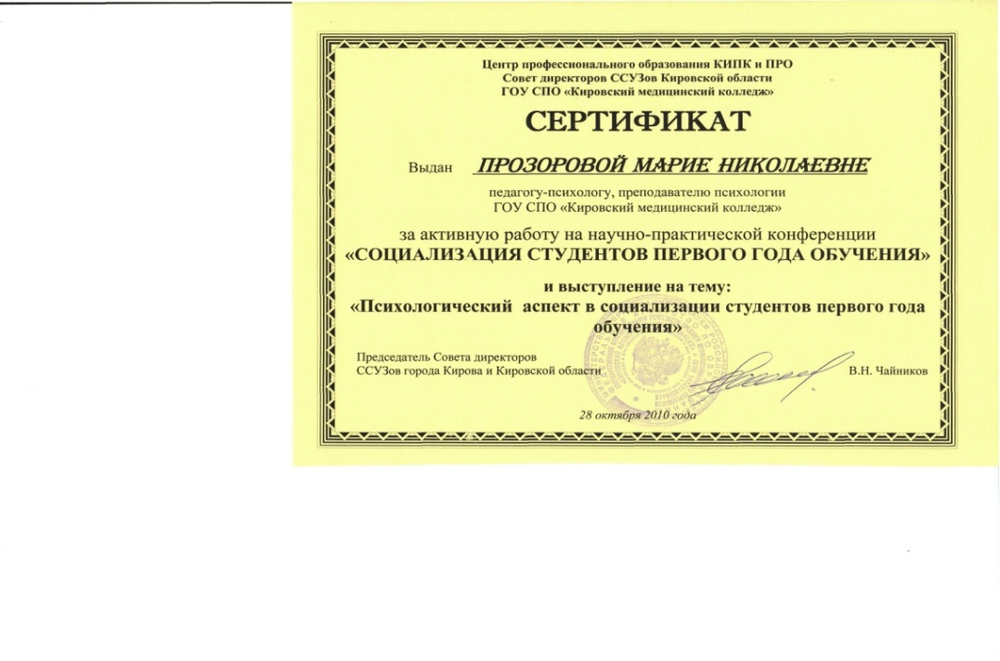 Центр профессионального образования КИПК и ПРО
Совет директоров ССУЗов Кировской области
ГОУ СПО «Кировский медицинский колледж»
СЕРТИФИКАТ
Выдан ПРОЗОРОВОЙ МАРИЕ НИКОЛАЕВНЕ
педагогу-психологу, преподавателю психологии
ГОУ СПО «Кировский медицинский колледж»
за активную работу на научно-практической конференции
«СОЦИАЛИЗАЦИЯ СТУДЕНТОВ ПЕРВОГО ГОДА ОБУЧЕНИЯ»
и выступление на тему:
«Психологический аспект в социализации студентов первого года
обучения»
Председатель Совета директоров
ССУЗов города Кирова и Кировской области В.Н. Чайников
28 октября 2010 года